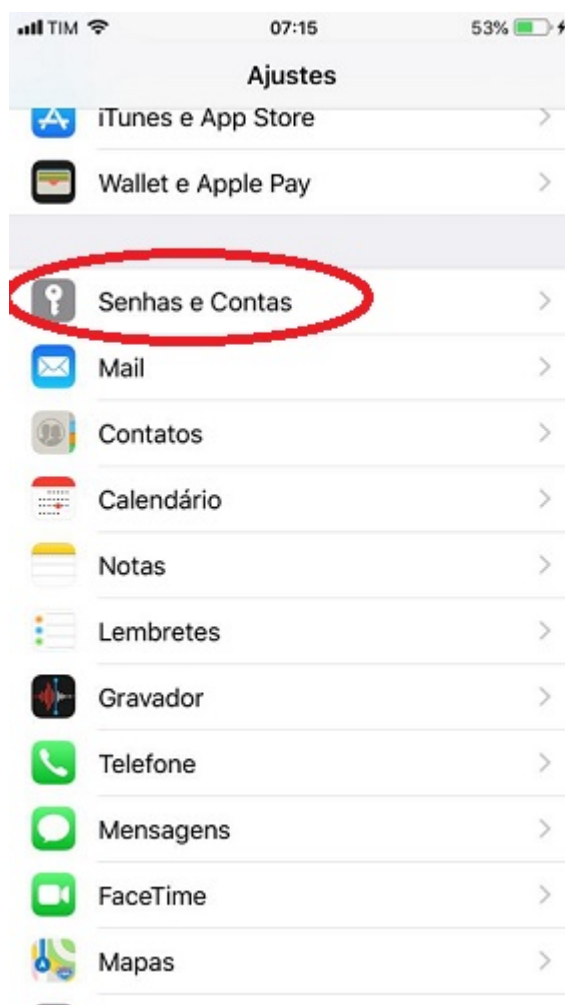 TIM 07:15 53%
Ajustes
iTunes e App Store
Wallet e Apple Pay
Senhas e Contas
Mail
Contatos
Calendário
Notas
Lembretes
Gravador
Telefone
Mensagens
FaceTime
Mapas